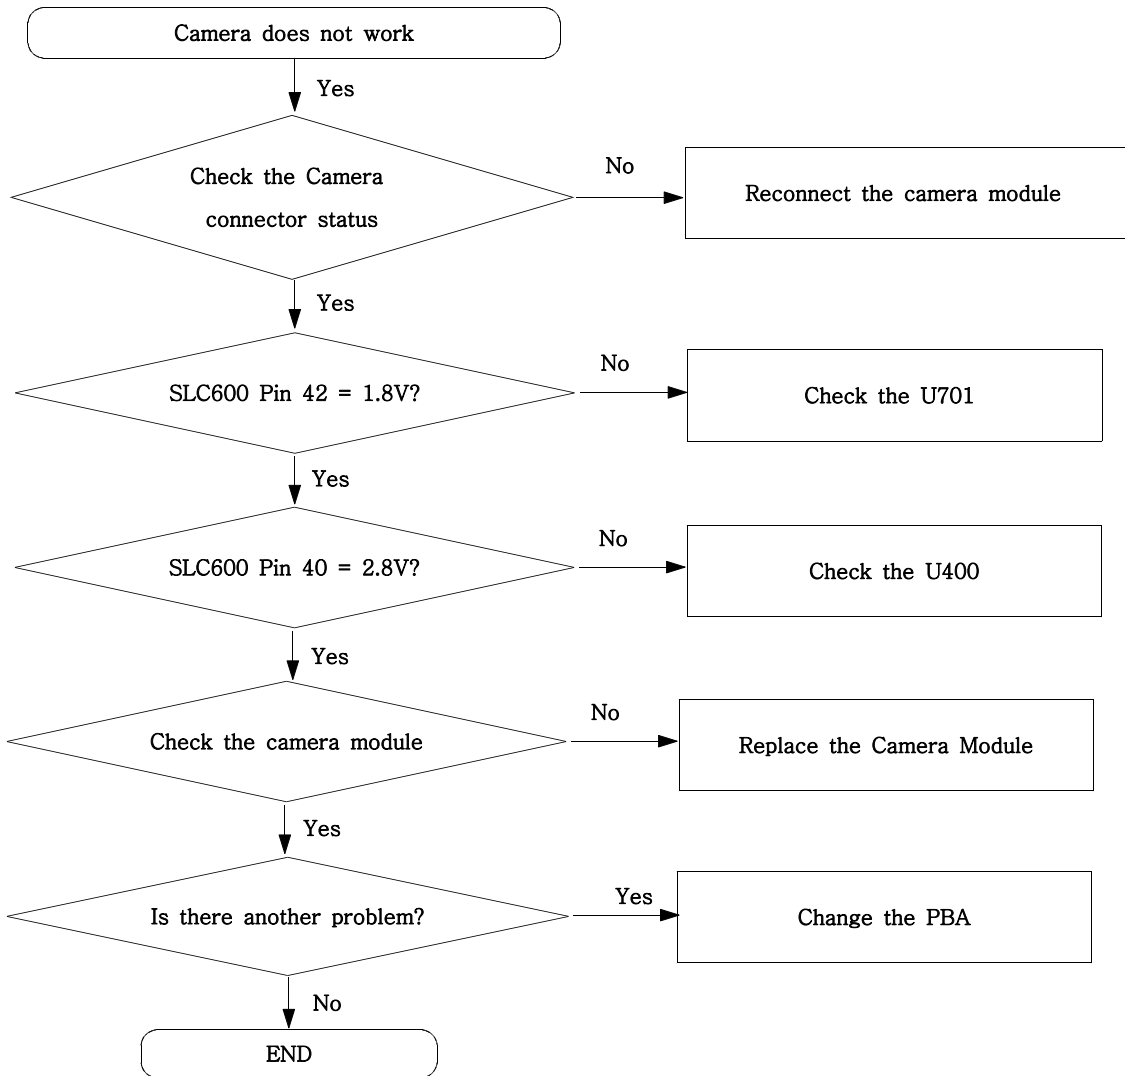 Camera does not work
Yes
Check the Camera
connector status
No
Reconnect the camera module
Yes
SLC600 Pin 42 = 1.8V?
No
Check the U701
Yes
SLC600 Pin 40 = 2.8V?
No
Check the U400
Yes
Check the camera module
No
Replace the Camera Module
Yes
Is there another problem?
Yes
Change the PBA
No
END